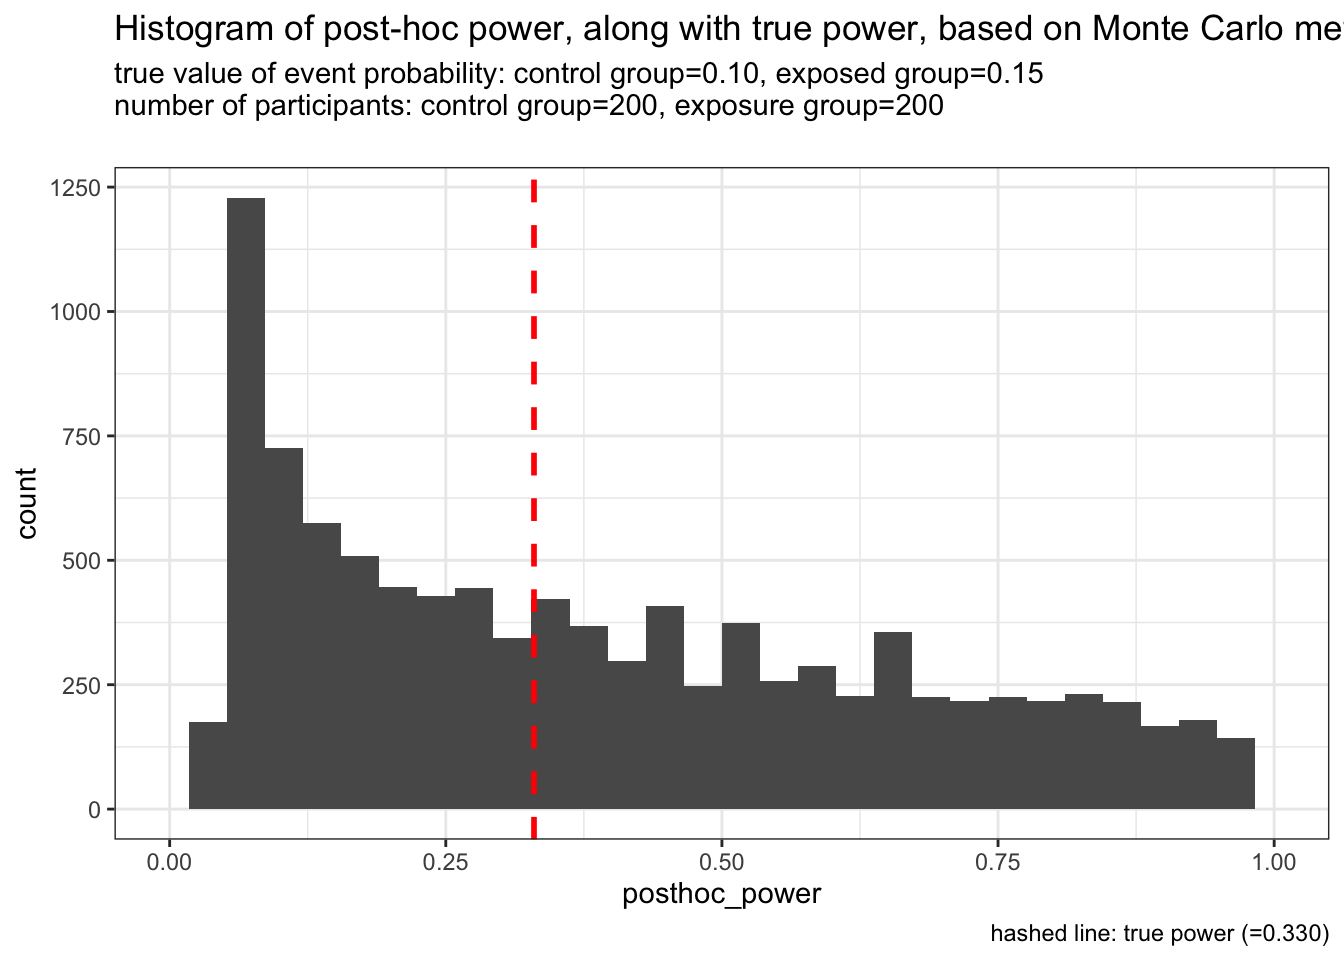 Histogram of post-hoc power, along with true power, based on Monte Carlo me
true value of event probability: control group=0.10, exposed group=0.15
number of participants: control group=200, exposure group=200
1250
1000
750
500
250
0
count
0.00 0.25 0.50 0.75 1.00
posthoc_power
hashed line: true power (=0.330)